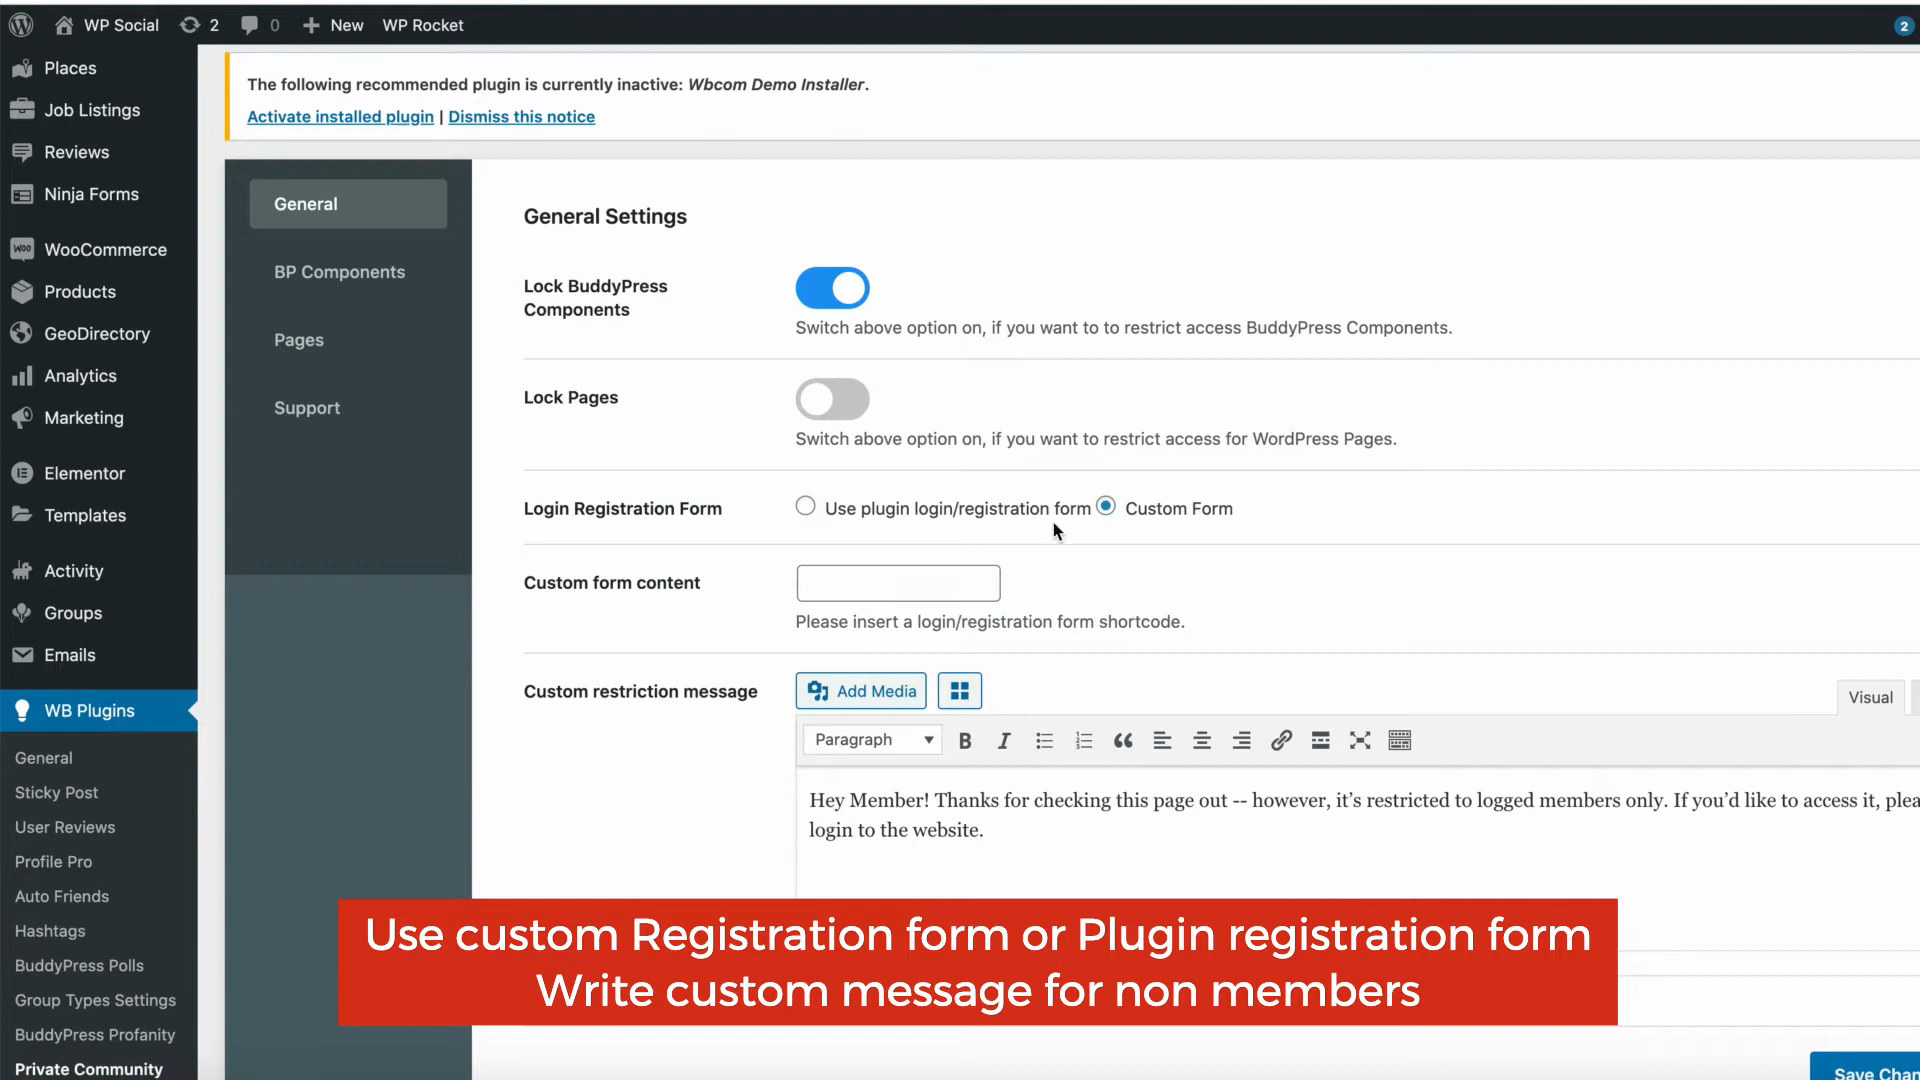 WP Social
2
0
New
WP Rocket
2
Places
Job Listings
Reviews
Ninja Forms
WooCommerce
Products
GeoDirectory
Analytics
Marketing
Elementor
Templates
Activity
Groups
Emails
WB Plugins
General
Sticky Post
User Reviews
Profile Pro
Auto Friends
Hashtags
BuddyPress Polls
Group Types Settings
BuddyPress Profanity
Private Community
The following recommended plugin is currently inactive: Wbcom Demo Installer.
Activate installed plugin | Dismiss this notice
General
BP Components
Pages
Support
General Settings
Lock BuddyPress
Components
Switch above option on, if you want to to restrict access BuddyPress Components.
Lock Pages
Switch above option on, if you want to restrict access for WordPress Pages.
Login Registration Form
Use plugin login/registration form
Custom Form
Custom form content
Please insert a login/registration form shortcode.
Custom restriction message
Add Media
Visual
Paragraph
Hey Member! Thanks for checking this page out -- however, it’s restricted to logged members only. If you’d like to access it,
login to the website.
Use custom Registration form or Plugin registration form
Write custom message for non members
Save